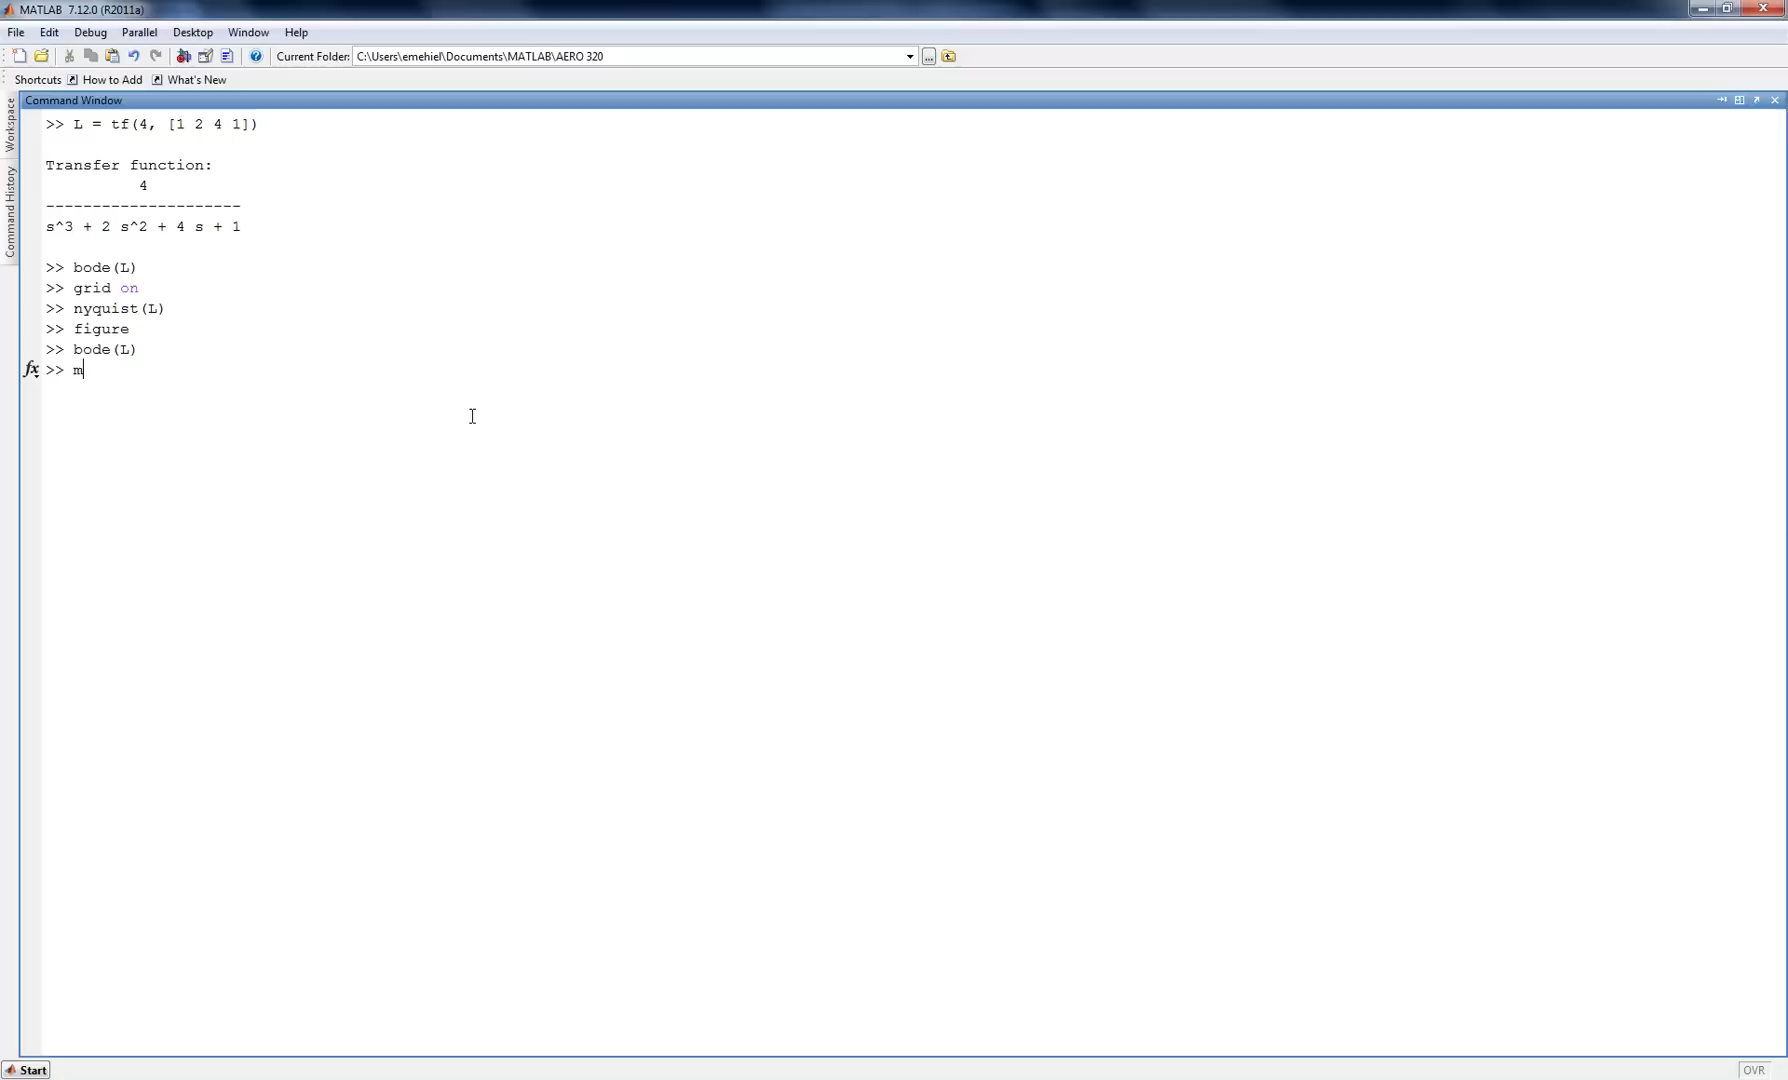 MATLAB 7.12.0 (R2011a)
File Edit Debug Parallel Desktop Window Help
Current Folder: C:\Users\emehiel\Documents\MATLAB\AERO 320 ...
Shortcuts How to Add What's New
Workspace
Command History
Command Window
>> L = tf(4, [1 2 4 1])
Transfer function:
4
---------------------
s^3 + 2 s^2 + 4 s + 1
>> bode(L)
>> grid on
>> nyquist(L)
>> figure
>> bode(L)
fx >> m
Start
OVR